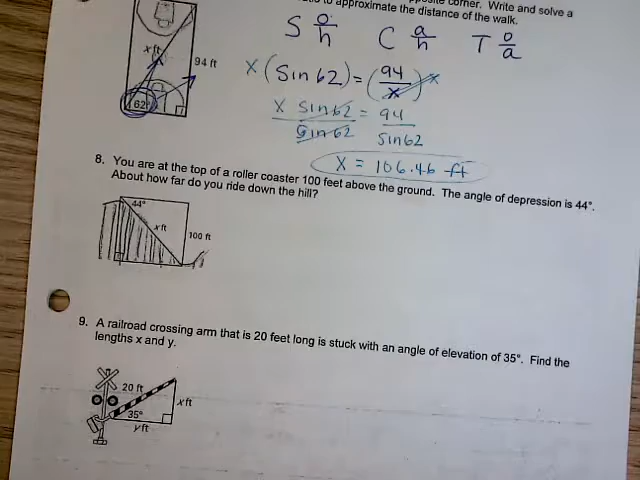 opposite corner. Write and solve a
to approximate the distance of the walk.
S o/h C a/h T o/a
x ft
94 ft
62°
x (sin 62) = (94/x) x
x sin 62 = 94
sin 62 sin 62
x = 106.46 ft
8. You are at the top of a roller coaster 100 feet above the ground. The angle of depression is 44°.
About how far do you ride down the hill?
44°
x ft
100 ft
9. A railroad crossing arm that is 20 feet long is stuck with an angle of elevation of 35°. Find the
lengths x and y.
20 ft
x ft
35°
y ft